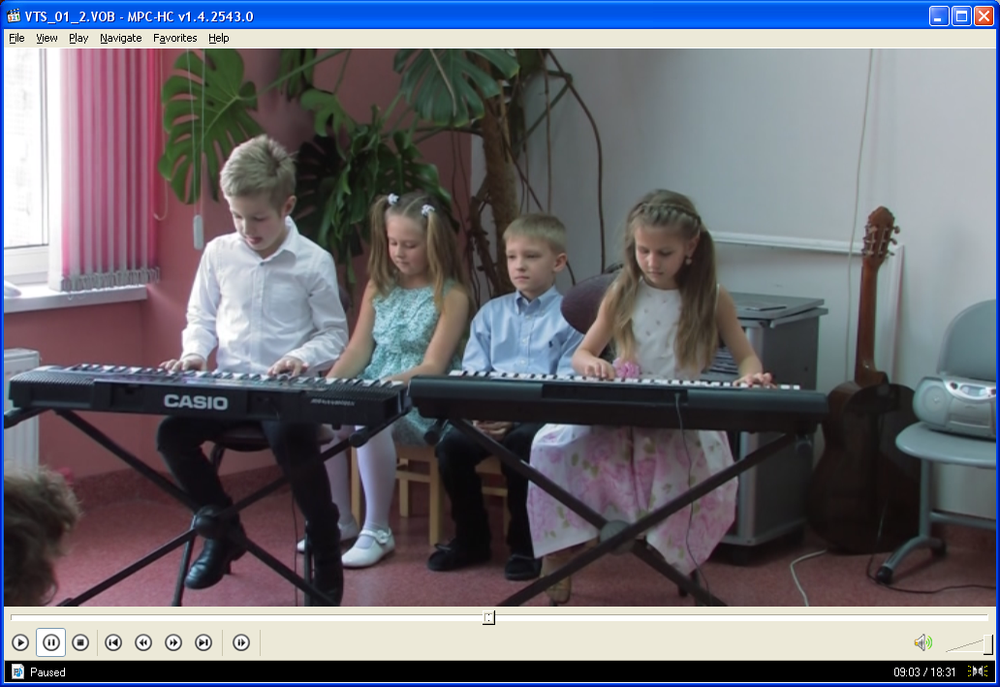 VTS_01_2.VOB - MPC-HC v1.4.2543.0
File View Play Navigate Favorites Help
CASIO
Paused
09:03 / 18:31